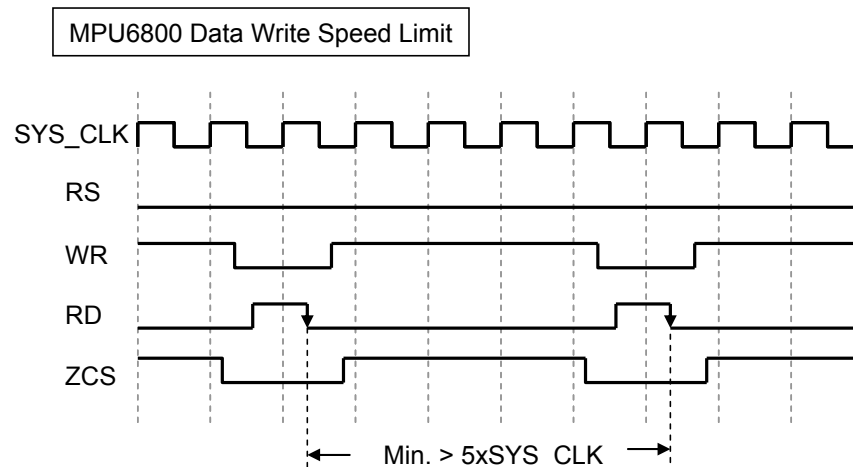 MPU6800 Data Write Speed Limit
SYS_CLK
RS
WR
RD
ZCS
Min. > 5xSYS_CLK